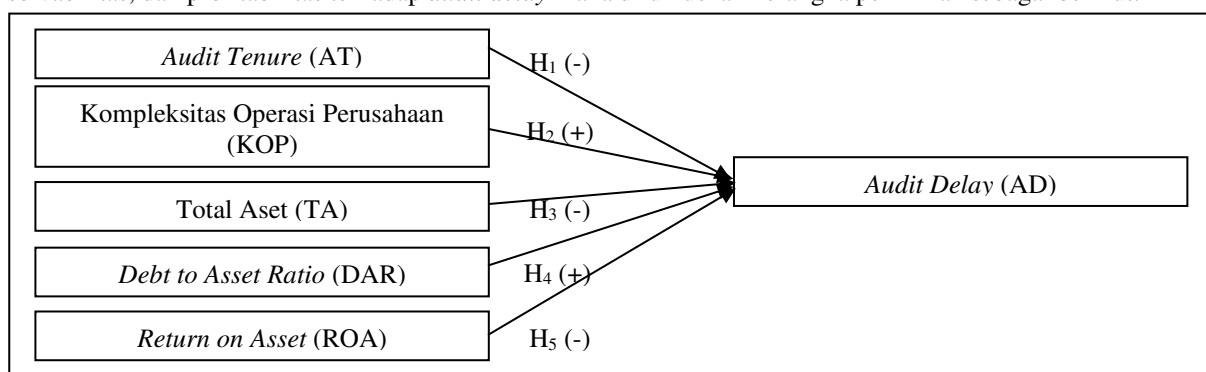 Audit Tenure (AT)
H₁ (-)
Kompleksitas Operasi Perusahaan
(KOP)
H₂ (+)
Audit Delay (AD)
Total Aset (TA)
H₃ (-)
Debt to Asset Ratio (DAR)
H₄ (+)
Return on Asset (ROA)
H₅ (-)